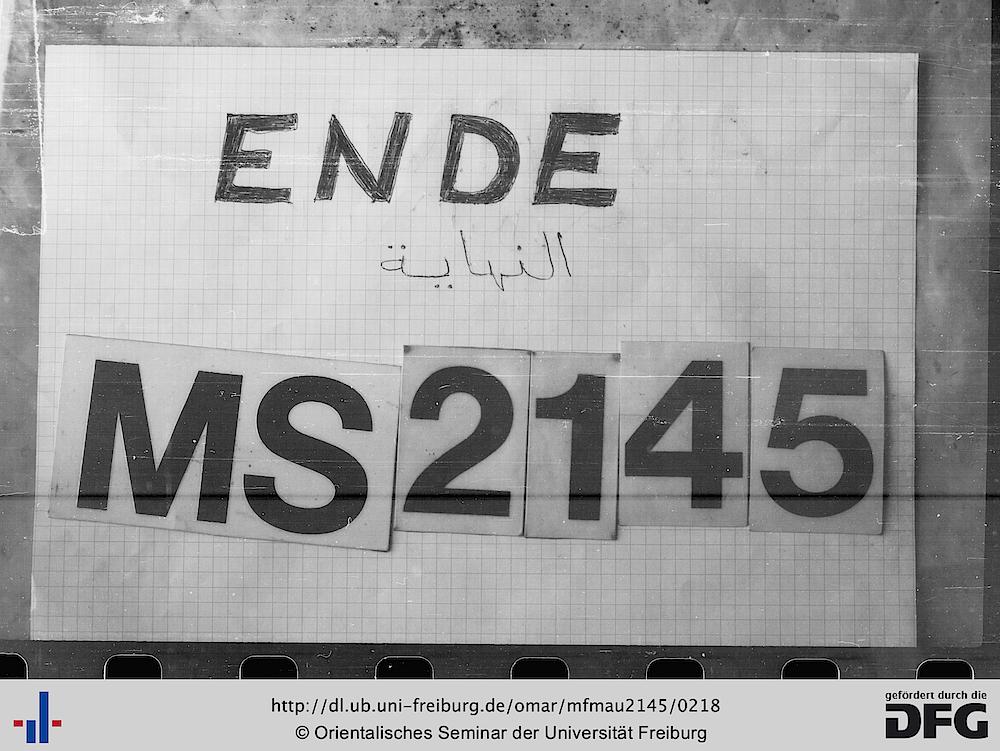 ENDE
النهاية
MS2145
http://dl.ub.uni-freiburg.de/omar/mfmau2145/0218
© Orientalisches Seminar der Universität Freiburg
gefördert durch die
DFG